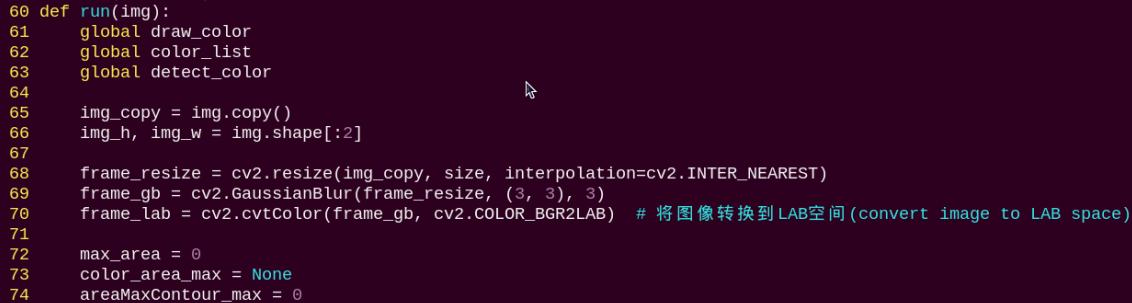 60 def run(img):
61     global draw_color
62     global color_list
63     global detect_color
64
65     img_copy = img.copy()
66     img_h, img_w = img.shape[:2]
67
68     frame_resize = cv2.resize(img_copy, size, interpolation=cv2.INTER_NEAREST)
69     frame_gb = cv2.GaussianBlur(frame_resize, (3, 3), 3)
70     frame_lab = cv2.cvtColor(frame_gb, cv2.COLOR_BGR2LAB)  # 将图像转换到LAB空间(convert image to LAB space)
71
72     max_area = 0
73     color_area_max = None
74     areaMaxContour_max = 0